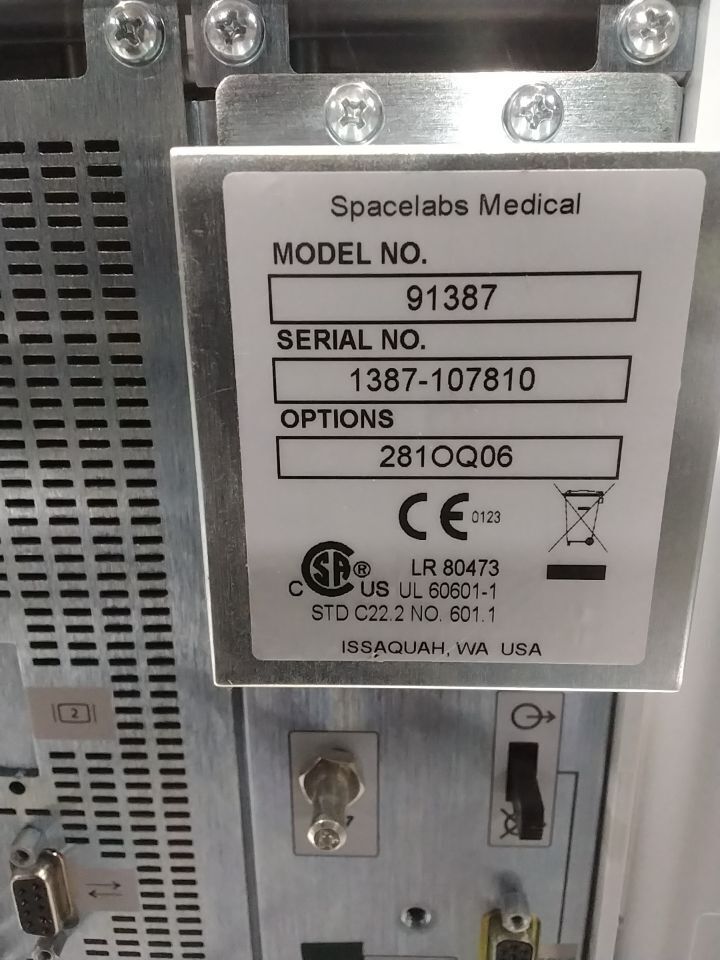 Spacelabs Medical
MODEL NO.
91387
SERIAL NO.
1387-107810
OPTIONS
281OQ06
CE 0123
LR 80473
C SA® US UL 60601-1
STD C22.2 NO. 601.1
ISSAQUAH, WA USA
2